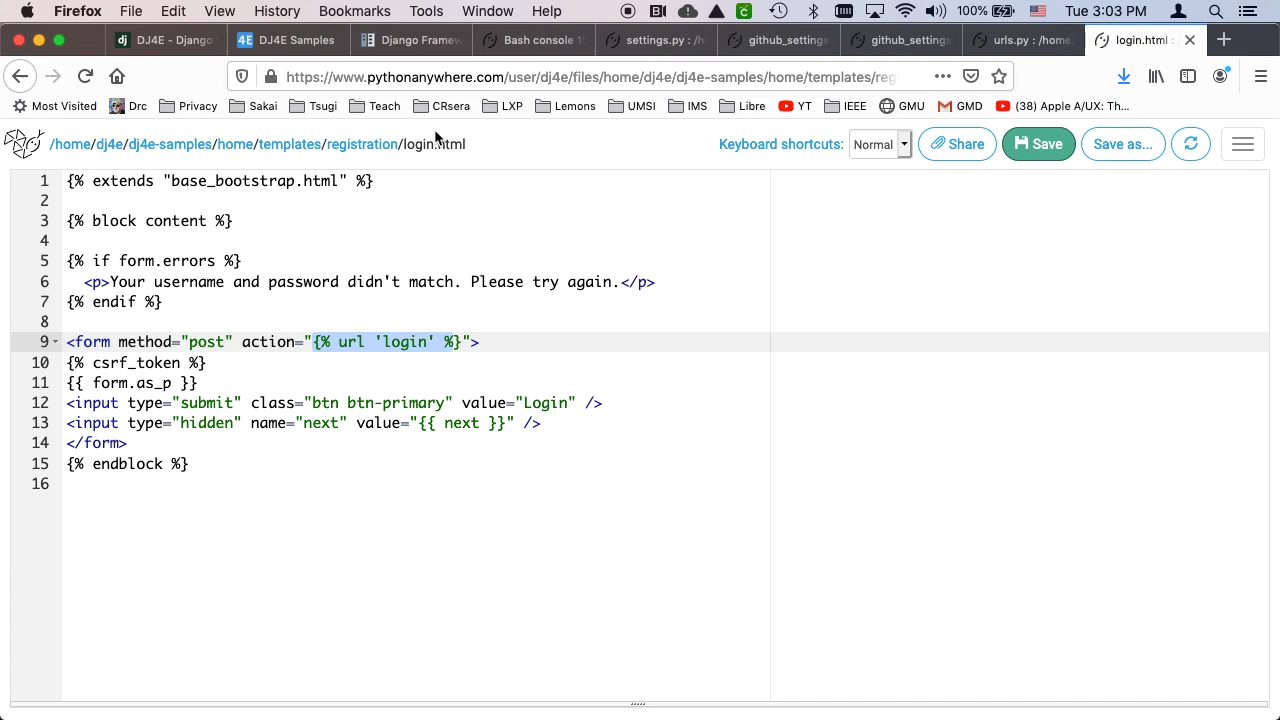 Firefox File Edit View History Bookmarks Tools Window Help 100% Tue 3:03 PM
DJ4E - Django 4E DJ4E Samples Django Framew Bash console 1 settings.py : /h github_setting github_setting urls.py : /home login.html :
https://www.pythonanywhere.com/user/dj4e/files/home/dj4e/dj4e-samples/home/templates/reg
Most Visited Drc Privacy Sakai Tsugi Teach CRsera LXP Lemons UMSI IMS Libre YT IEEE GMU GMD (38) Apple A/UX: Th...
/home/dj4e/dj4e-samples/home/templates/registration/login.html Keyboard shortcuts: Normal Share Save Save as...
1 {% extends "base_bootstrap.html" %}
2
3 {% block content %}
4
5 {% if form.errors %}
6 <p>Your username and password didn't match. Please try again.</p>
7 {% endif %}
8
9 <form method="post" action="{% url 'login' %}">
10 {% csrf_token %}
11 {{ form.as_p }}
12 <input type="submit" class="btn btn-primary" value="Login" />
13 <input type="hidden" name="next" value="{{ next }}" />
14 </form>
15 {% endblock %}
16